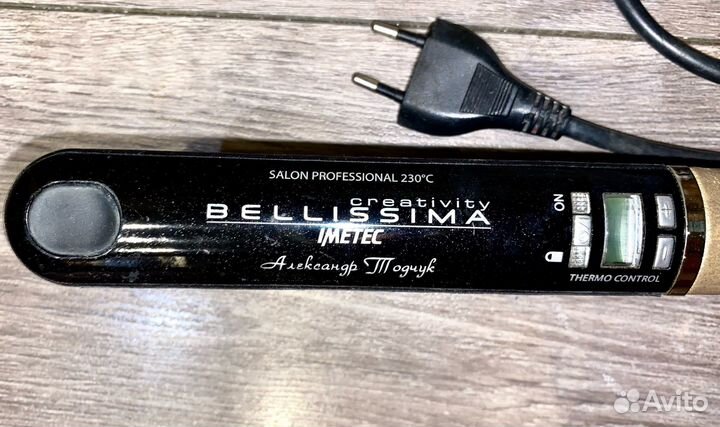 SALON PROFESSIONAL 230°C
creativity
BELLISSIMA
IMETEC
Александр Тодчук
ON
+
-
THERMO CONTROL
Avito